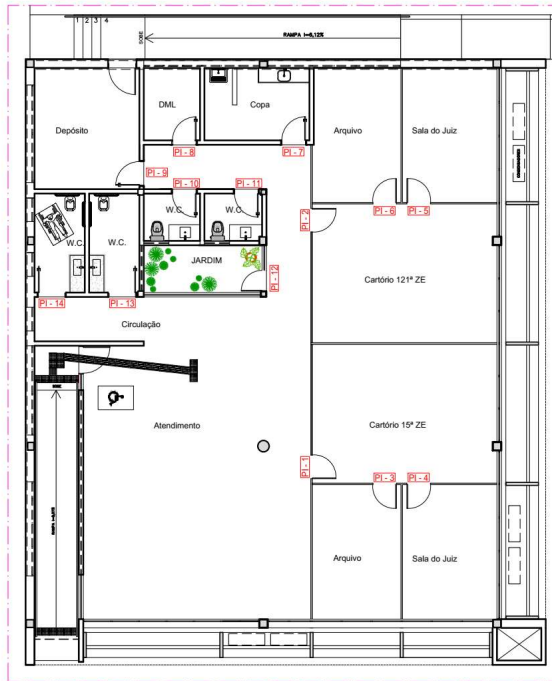 1 2 3 4
SOBE
RAMPA i=8,12%
DML
Copa
Depósito
Arquivo
Sala do Juiz
PI - 8
PI - 7
PI - 9
PI - 10
PI - 11
PI - 6
PI - 5
PI - 2
W.C.
W.C.
W.C.
W.C.
JARDIM
PI - 12
Cartório 121ª ZE
PI - 14
PI - 13
Circulação
SOBE
Atendimento
Cartório 15ª ZE
PI - 1
PI - 3
PI - 4
Arquivo
Sala do Juiz